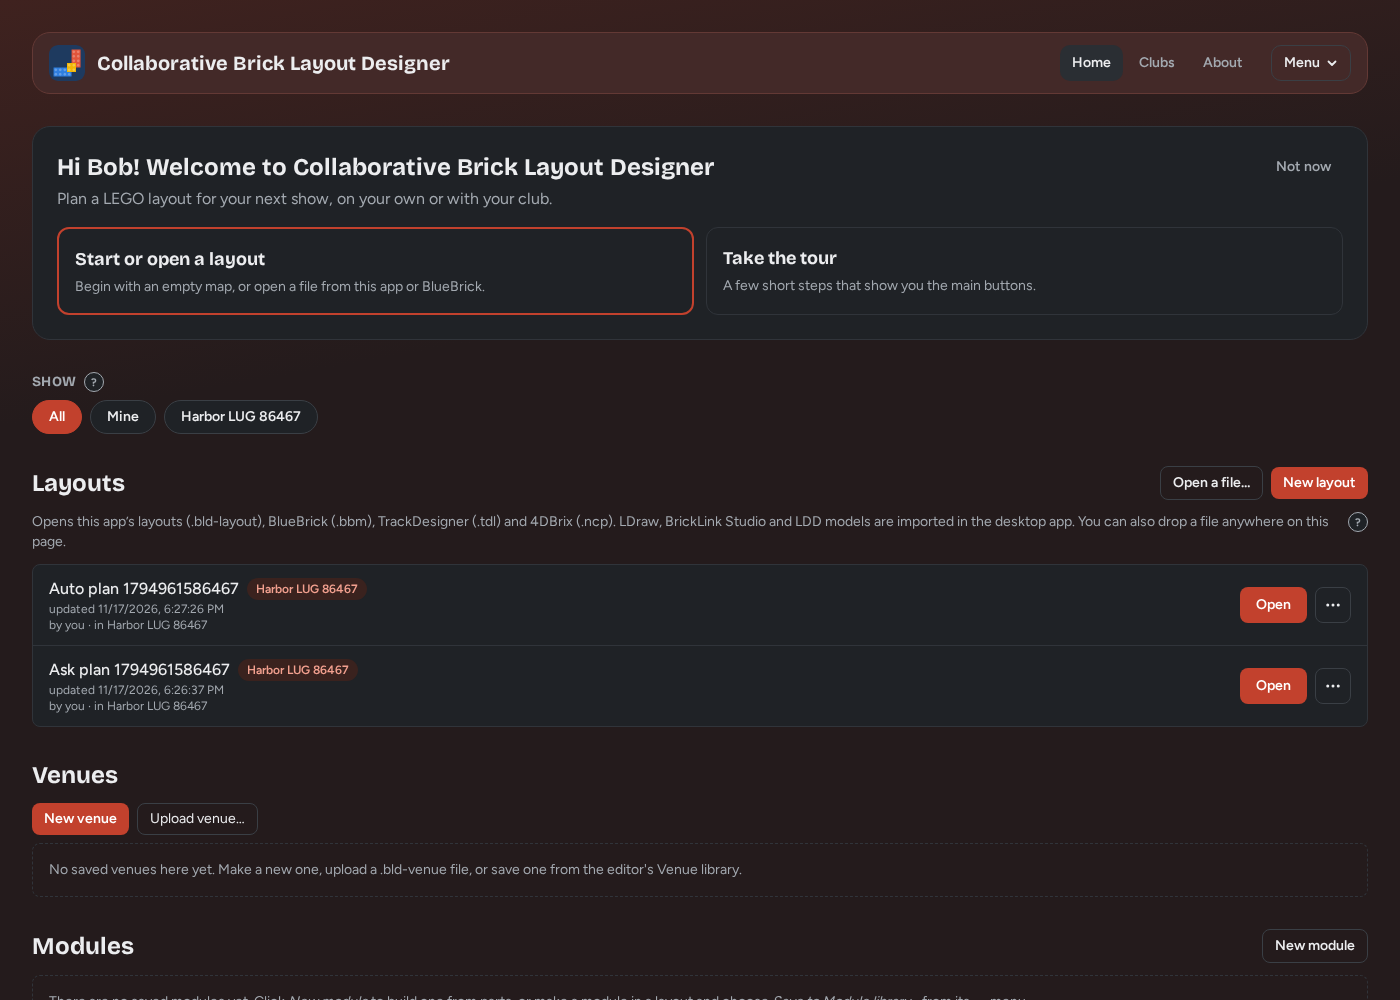 Collaborative Brick Layout Designer
Home
Clubs
About
Menu
Hi Bob! Welcome to Collaborative Brick Layout Designer
Not now
Plan a LEGO layout for your next show, on your own or with your club.
Start or open a layout
Begin with an empty map, or open a file from this app or BlueBrick.
Take the tour
A few short steps that show you the main buttons.
SHOW ?
All
Mine
Harbor LUG 86467
Layouts
Open a file...
New layout
Opens this app's layouts (.bld-layout), BlueBrick (.bbm), TrackDesigner (.tdl) and 4DBrix (.ncp). LDraw, BrickLink Studio and LDD models are imported in the desktop app. You can also drop a file anywhere on this
page.
?
Auto plan 1794961586467 Harbor LUG 86467
updated 11/17/2026, 6:27:26 PM
by you · in Harbor LUG 86467
Open
Ask plan 1794961586467 Harbor LUG 86467
updated 11/17/2026, 6:26:37 PM
by you · in Harbor LUG 86467
Open
Venues
New venue
Upload venue...
No saved venues here yet. Make a new one, upload a .bld-venue file, or save one from the editor's Venue library.
Modules
New module